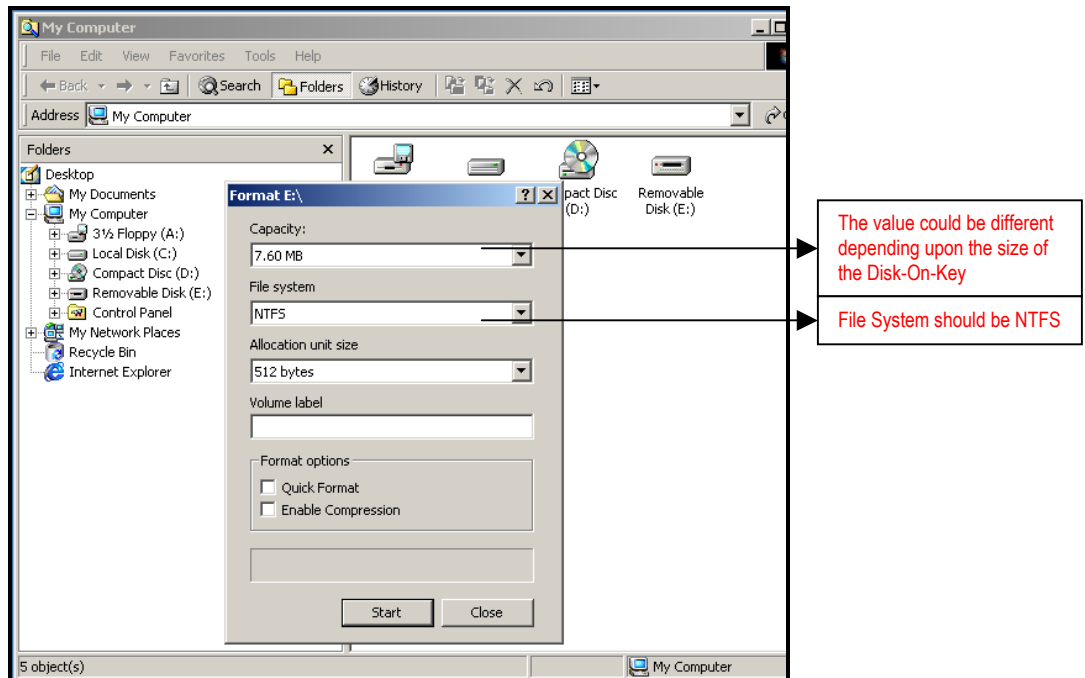 My Computer
File Edit View Favorites Tools Help
Back Search Folders History
Address My Computer
Folders
Desktop
My Documents
My Computer
3½ Floppy (A:)
Local Disk (C:)
Compact Disc (D:)
Removable Disk (E:)
Control Panel
My Network Places
Recycle Bin
Internet Explorer
pact Disc
(D:)
Removable
Disk (E:)
Format E:\
Capacity:
7.60 MB
File system
NTFS
Allocation unit size
512 bytes
Volume label
Format options
Quick Format
Enable Compression
Start Close
5 object(s)
My Computer
The value could be different
depending upon the size of
the Disk-On-Key
File System should be NTFS